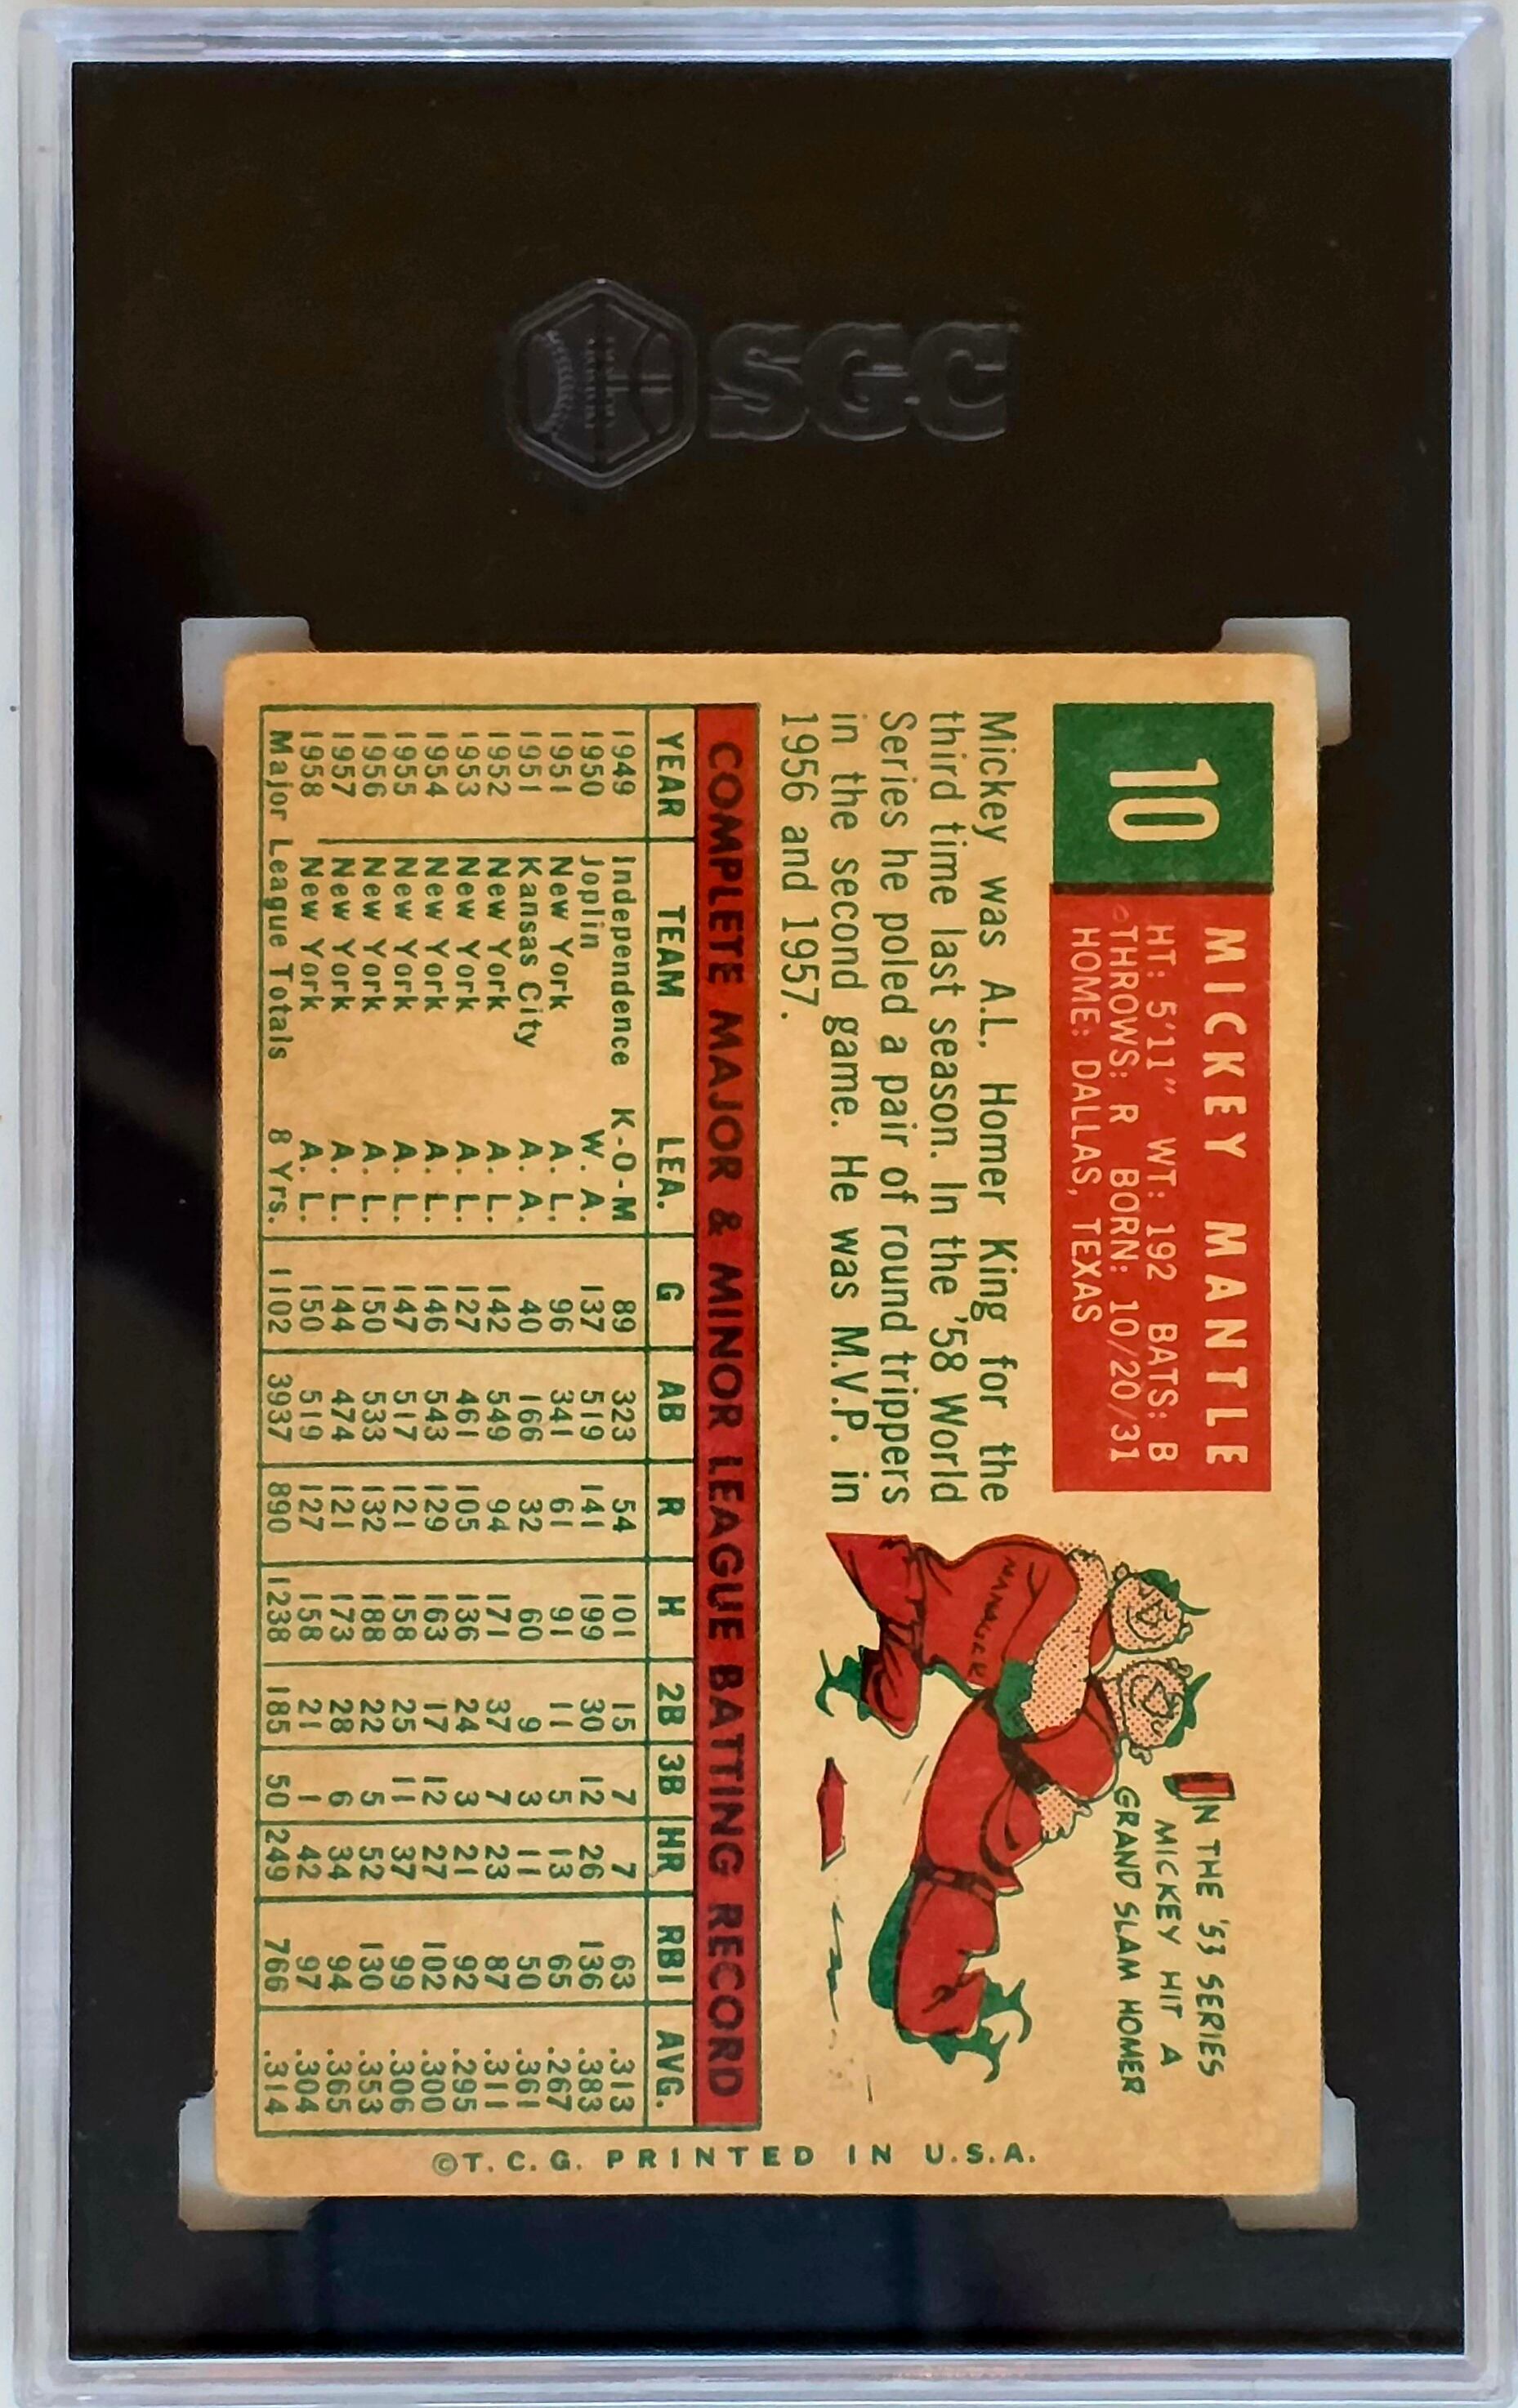 SGC
10
MICKEY MANTLE
HT: 5'11" WT: 192 BATS: B
THROWS: R BORN: 10/20/31
HOME: DALLAS, TEXAS
IN THE '53 SERIES
MICKEY HIT A
GRAND SLAM HOMER
Mickey was A.L. Homer King for the
third time last season. In the '58 World
Series he poled a pair of round trippers
in the second game. He was M.V.P. in
1956 and 1957.
COMPLETE MAJOR & MINOR LEAGUE BATTING RECORD
YEAR TEAM LEA. G AB R H 2B 3B HR RBI AVG.
1949 Independence K-O-M 89 323 54 101 15 7 7 63 .313
1950 Joplin W. A. 137 519 141 199 30 12 26 136 .383
1951 New York A. L. 96 341 61 91 11 5 13 65 .267
1951 Kansas City A. A. 40 166 32 60 9 3 11 50 .361
1952 New York A. L. 142 549 94 171 37 7 23 87 .311
1953 New York A. L. 127 461 105 136 24 3 21 92 .295
1954 New York A. L. 146 543 129 163 17 12 27 102 .300
1955 New York A. L. 147 517 121 158 25 11 37 99 .306
1956 New York A. L. 150 533 132 188 22 5 52 130 .353
1957 New York A. L. 144 474 121 173 28 6 34 94 .365
1958 New York A. L. 150 519 127 158 21 1 42 97 .304
Major League Totals 8 Yrs. 1102 3937 890 1238 185 50 249 766 .314
©T. C. G. PRINTED IN U.S.A.